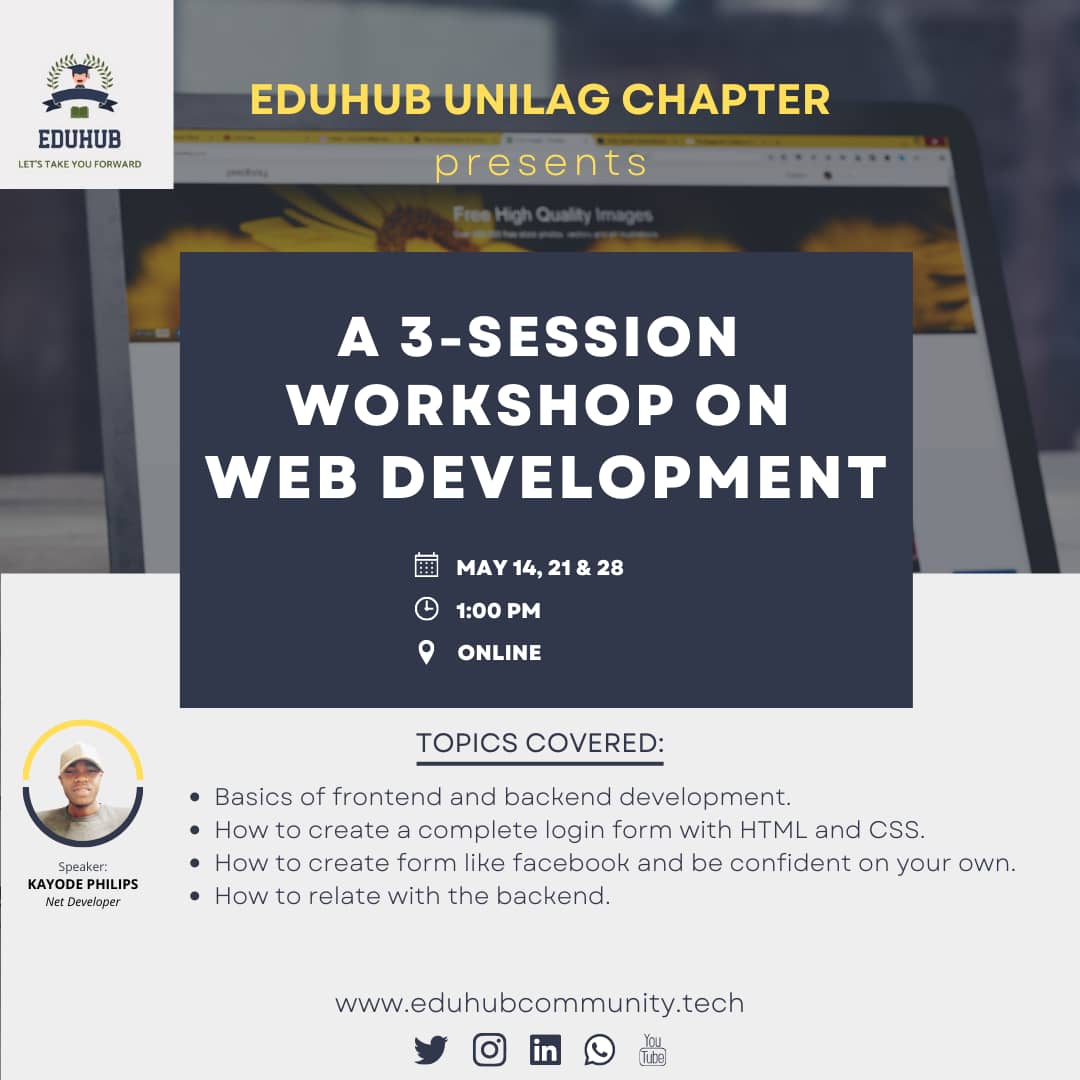 EDUHUB
LET'S TAKE YOU FORWARD
EDUHUB UNILAG CHAPTER
presents
Free High Quality Images
A 3-SESSION
WORKSHOP ON
WEB DEVELOPMENT
MAY 14, 21 & 28
1:00 PM
ONLINE
TOPICS COVERED:
• Basics of frontend and backend development.
• How to create a complete login form with HTML and CSS.
• How to create form like facebook and be confident on your own.
• How to relate with the backend.
Speaker:
KAYODE PHILIPS
Net Developer
www.eduhubcommunity.tech
You
Tube